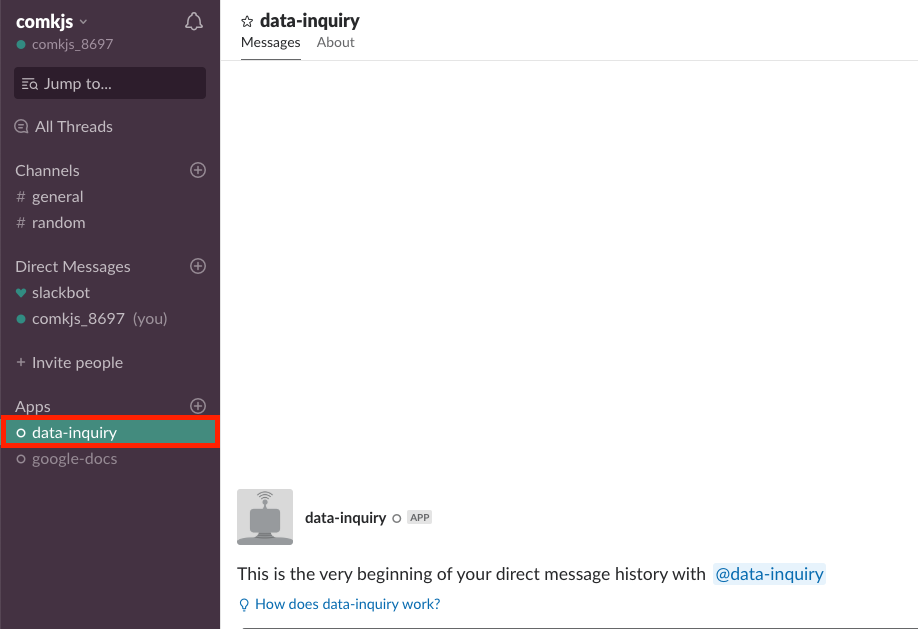 comkjs
comkjs_8697
Jump to...
All Threads
Channels
# general
# random
Direct Messages
slackbot
comkjs_8697 (you)
+ Invite people
Apps
data-inquiry
google-docs
data-inquiry
Messages About
data-inquiry APP
This is the very beginning of your direct message history with @data-inquiry
How does data-inquiry work?